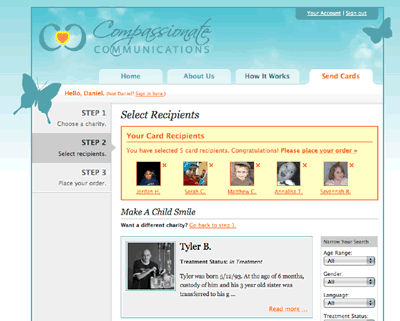 Your Account | Sign out
Compassionate
COMMUNICATIONS
Home
About Us
How It Works
Send Cards
Hello, Daniel. (Not Daniel? Sign in here.)
STEP 1
Choose a charity.
STEP 2
Select recipients.
STEP 3
Place your order.
Select Recipients
Your Card Recipients
You have selected 5 card recipients. Congratulations! Please place your order »
Jordan H.
Sarah C.
Matthew C.
Annalise T.
Savannah R.
Make A Child Smile
Want a different charity? Go back to step 1.
Tyler B.
Treatment Status: In Treatment
Tyler was born 5/12/93. At the age of 6 months,
custody of him and his 3 year old sister was
transferred to his g ...
Read more ...
Narrow Your Search
Age Range:
All
Gender:
All
Language
All
Treatment Status: